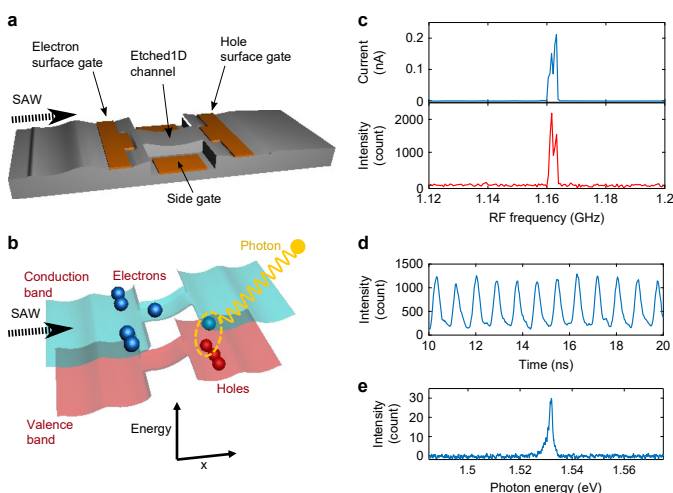 a
Electron
surface gate
Etched1D
channel
Hole
surface gate
SAW
Side gate
b
Photon
Electrons
Conduction
band
SAW
Holes
Valence
band
Energy
x
c
0.2
0.1
0
Current
(nA)
2000
1000
0
Intensity
(count)
1.12 1.14 1.16 1.18 1.2
RF frequency (GHz)
d
1500
1000
500
0
Intensity
(count)
10 12 14 16 18 20
Time (ns)
e
30
20
10
0
Intensity
(count)
1.5 1.52 1.54 1.56
Photon energy (eV)